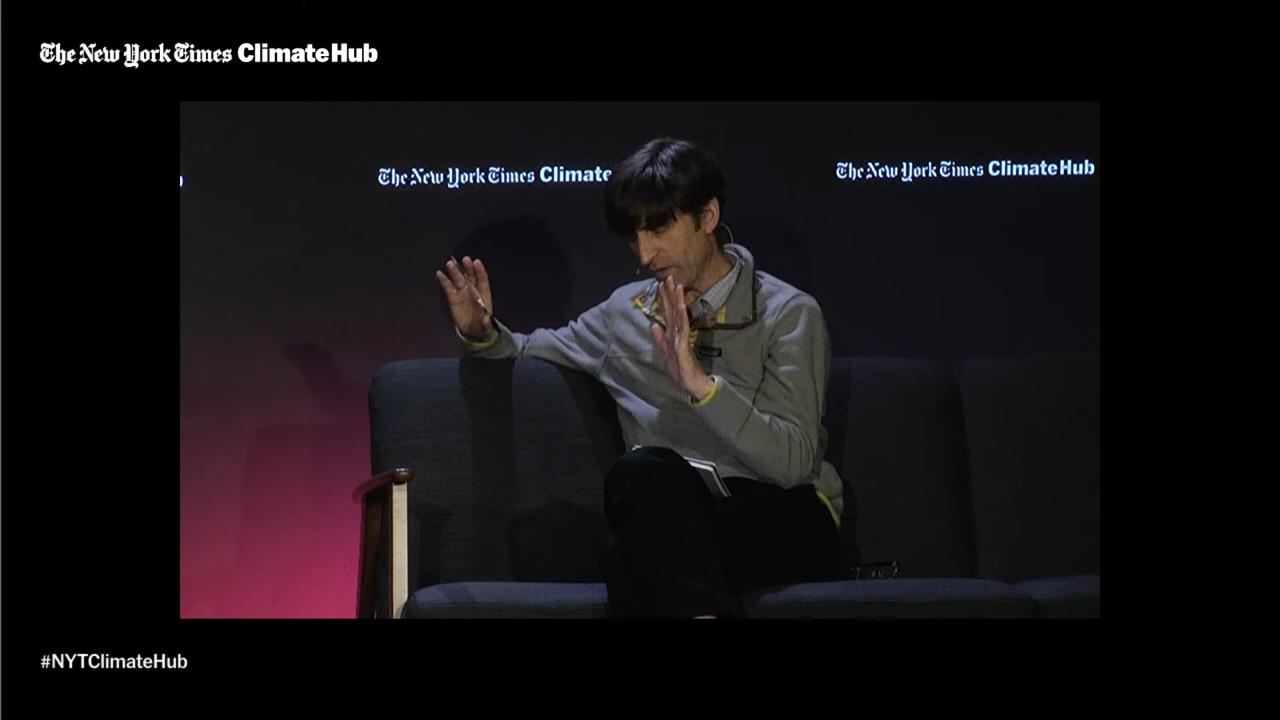 The New York Times Climate Hub
The New York Times Climate
The New York Times Climate Hub
#NYTClimateHub